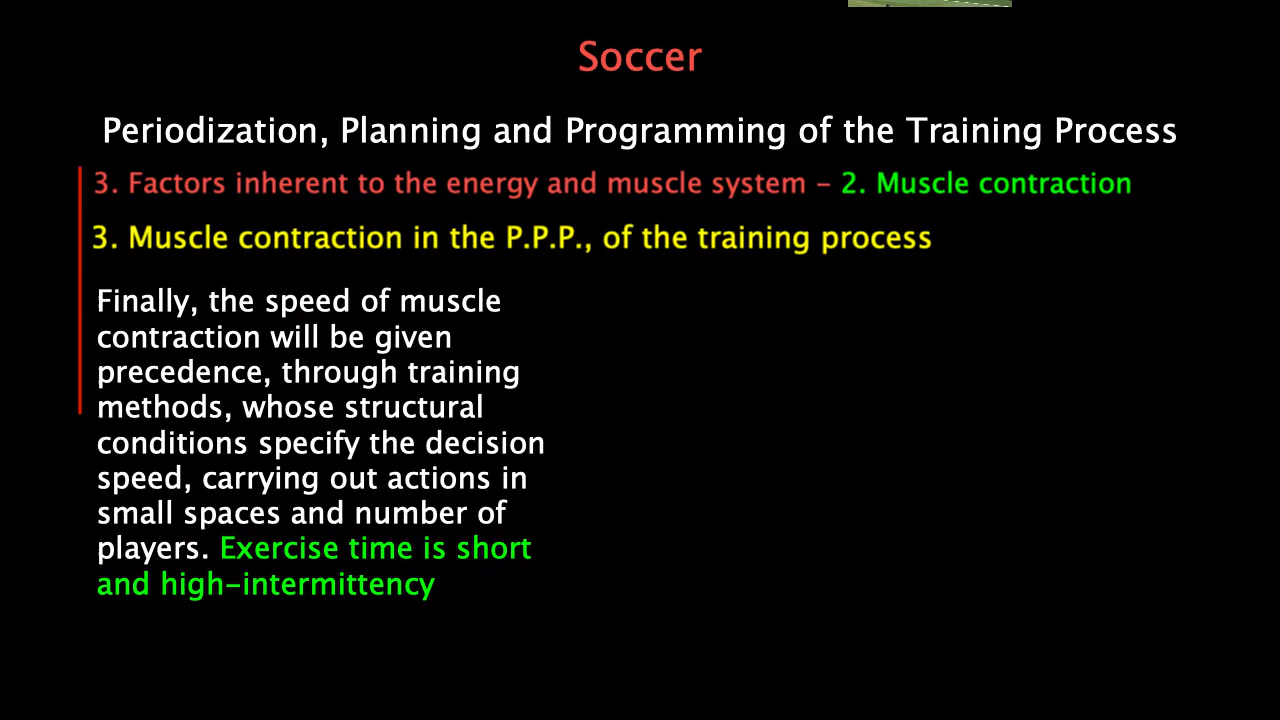 Soccer
Periodization, Planning and Programming of the Training Process
3. Factors inherent to the energy and muscle system – 2. Muscle contraction
3. Muscle contraction in the P.P.P., of the training process
Finally, the speed of muscle
contraction will be given
precedence, through training
methods, whose structural
conditions specify the decision
speed, carrying out actions in
small spaces and number of
players. Exercise time is short
and high–intermittency